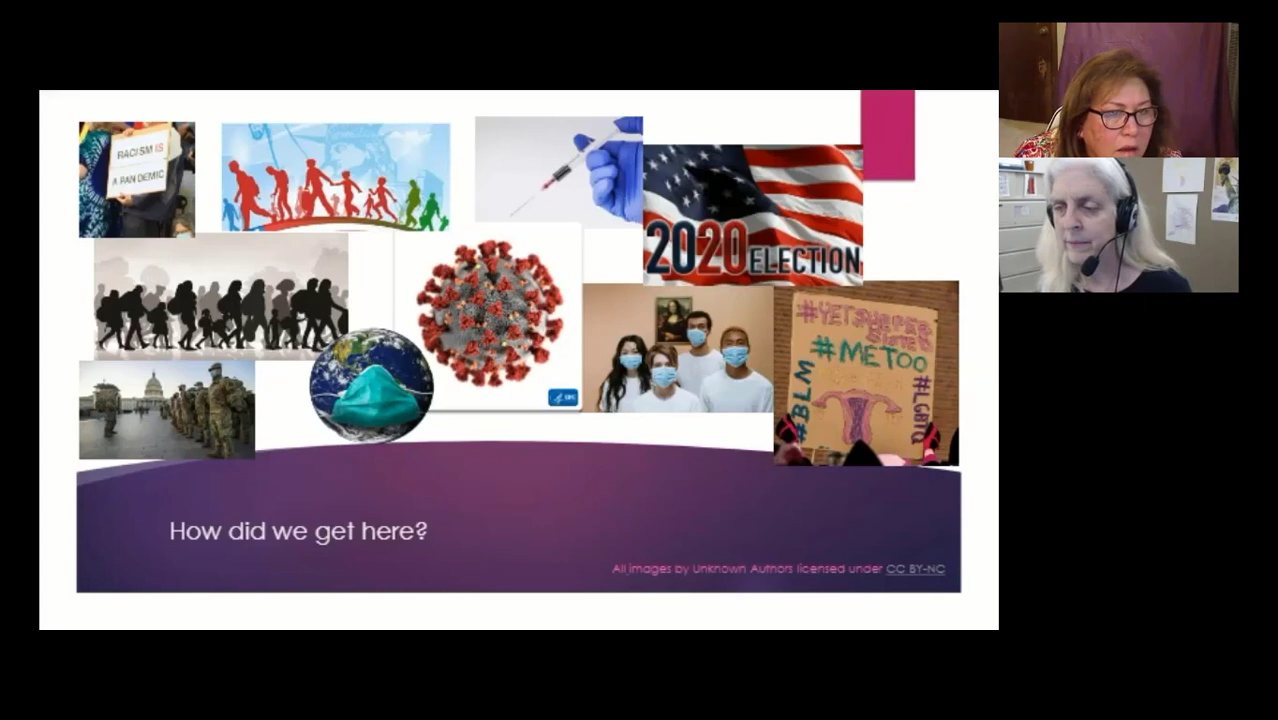 RACISM IS
A PANDEMIC
2020 ELECTION
#METOO
#BLM
#LGBTQ
How did we get here?
All images by Unknown Authors licensed under CC BY-NC